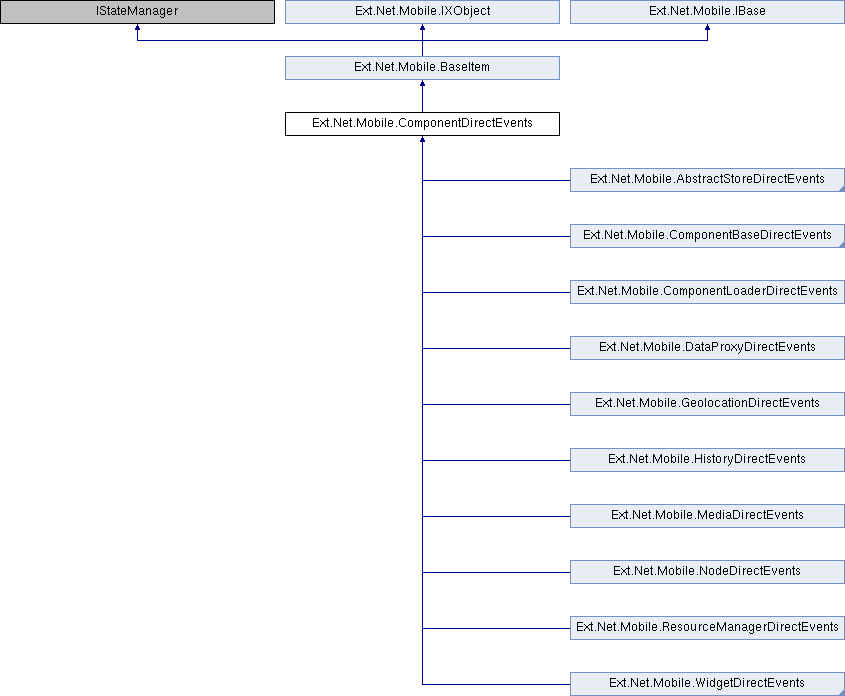 IStateManager
Ext.Net.Mobile.IXObject
Ext.Net.Mobile.IBase
Ext.Net.Mobile.BaseItem
Ext.Net.Mobile.ComponentDirectEvents
Ext.Net.Mobile.AbstractStoreDirectEvents
Ext.Net.Mobile.ComponentBaseDirectEvents
Ext.Net.Mobile.ComponentLoaderDirectEvents
Ext.Net.Mobile.DataProxyDirectEvents
Ext.Net.Mobile.GeolocationDirectEvents
Ext.Net.Mobile.HistoryDirectEvents
Ext.Net.Mobile.MediaDirectEvents
Ext.Net.Mobile.NodeDirectEvents
Ext.Net.Mobile.ResourceManagerDirectEvents
Ext.Net.Mobile.WidgetDirectEvents